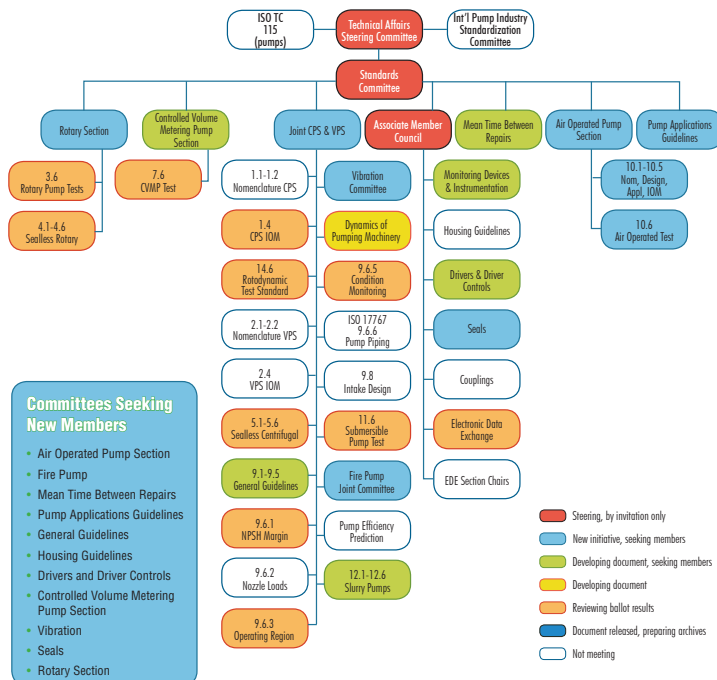 ISO TC
115
(pumps)
Technical Affairs
Steering Committee
Int'l Pump Industry
Standardization
Committee
Standards
Committee
Rotary Section
Controlled Volume
Metering Pump
Section
Joint CPS & VPS
Associate Member
Council
Mean Time Between
Repairs
Air Operated Pump
Section
Pump Applications
Guidelines
3.6
Rotary Pump Tests
4.1-4.6
Sealless Rotary
7.6
CVMP Test
1.1-1.2
Nomenclature CPS
1.4
CPS IOM
14.6
Rotodynamic
Test Standard
2.1-2.2
Nomenclature VPS
2.4
VPS IOM
5.1-5.6
Sealless Centrifugal
9.1-9.5
General Guidelines
9.6.1
NPSH Margin
9.6.2
Nozzle Loads
9.6.3
Operating Region
Vibration
Committee
Dynamics of
Pumping Machinery
9.6.5
Condition
Monitoring
ISO 17767
9.6.6
Pump Piping
9.8
Intake Design
11.6
Submersible
Pump Test
Fire Pump
Joint Committee
Pump Efficiency
Prediction
12.1-12.6
Slurry Pumps
Monitoring Devices
& Instrumentation
Housing Guidelines
Drivers & Driver
Controls
Seals
Couplings
Electronic Data
Exchange
EDE Section Chairs
10.1-10.5
Nom, Design,
Appl, IOM
10.6
Air Operated Test
Committees Seeking
New Members
• Air Operated Pump Section
• Fire Pump
• Mean Time Between Repairs
• Pump Applications Guidelines
• General Guidelines
• Housing Guidelines
• Drivers and Driver Controls
• Controlled Volume Metering
Pump Section
• Vibration
• Seals
• Rotary Section
Steering, by invitation only
New initiative, seeking members
Developing document, seeking members
Developing document
Reviewing ballot results
Document released, preparing archives
Not meeting